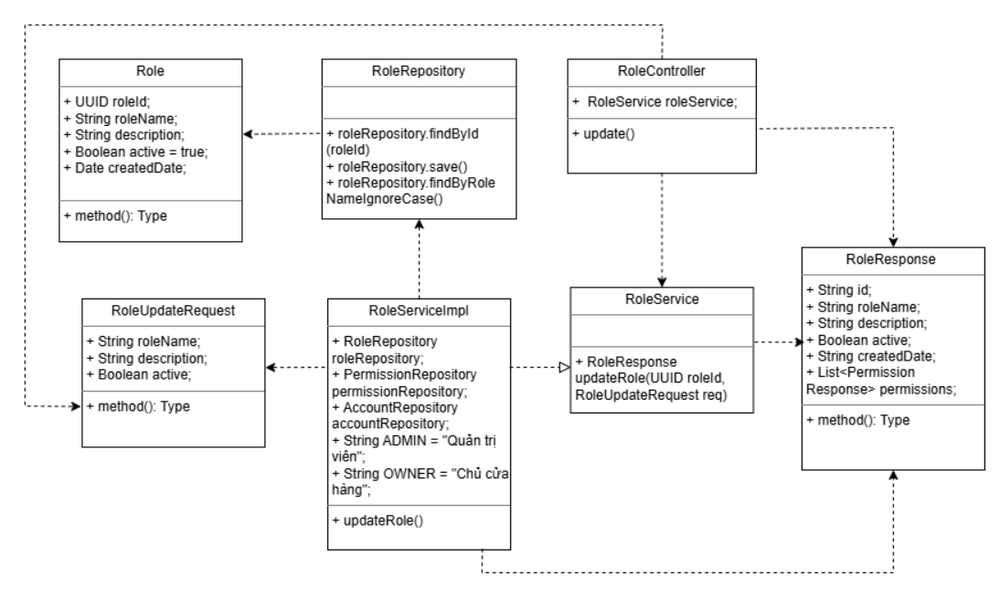 Role
+ UUID roleId;
+ String roleName;
+ String description;
+ Boolean active = true;
+ Date createdDate;
+ method(): Type
RoleRepository
+ roleRepository.findById
(roleId)
+ roleRepository.save()
+ roleRepository.findByRole
NameIgnoreCase()
RoleController
+ RoleService roleService;
+ update()
RoleUpdateRequest
+ String roleName;
+ String description;
+ Boolean active;
+ method(): Type
RoleServiceImpl
+ RoleRepository
roleRepository;
+ PermissionRepository
permissionRepository;
+ AccountRepository
accountRepository;
+ String ADMIN = "Quản trị
viên";
+ String OWNER = "Chủ cửa
hàng";
+ updateRole()
RoleService
+ RoleResponse
updateRole(UUID roleId,
RoleUpdateRequest req)
RoleResponse
+ String id;
+ String roleName;
+ String description;
+ Boolean active;
+ String createdDate;
+ List<Permission
Response> permissions;
+ method(): Type